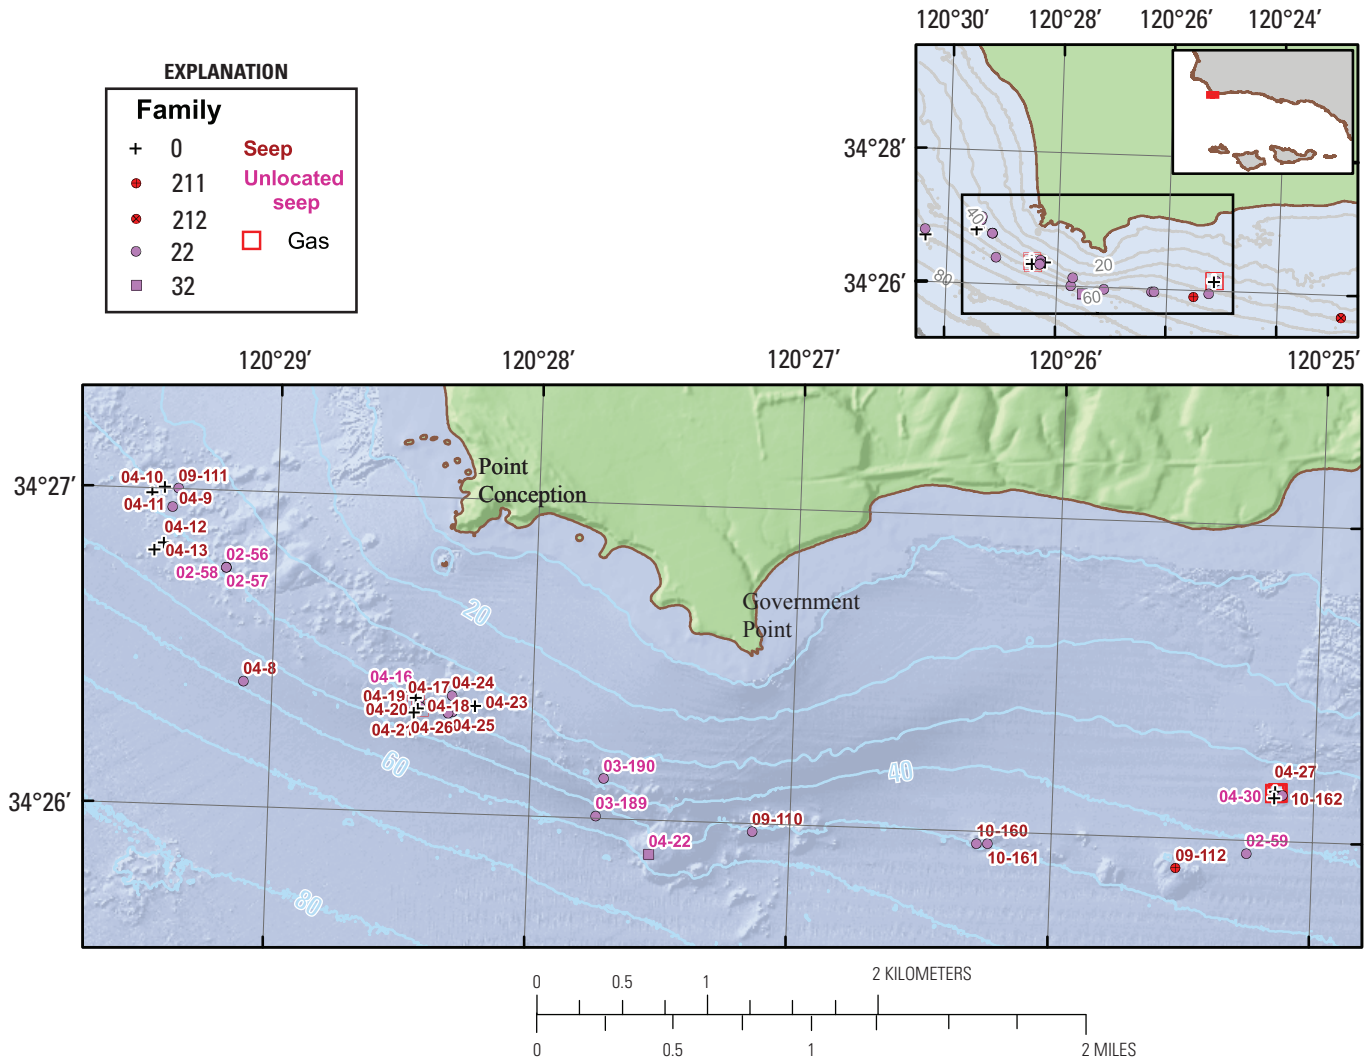 120°30′ 120°28′ 120°26′ 120°24′
EXPLANATION
Family
0 Seep
211 Unlocated
seep
212
22 Gas
32
34°28′
34°26′
40
80
20
60
120°29′ 120°28′ 120°27′ 120°26′ 120°25′
34°27′
34°26′
Point
Conception
Government
Point
04-10 09-111
04-11 04-9
04-12
04-13
02-56
02-58 02-57
04-8
20
04-16
04-17 04-24
04-19
04-18 04-23
04-20
04-21 04-26 04-25
60
03-190
03-189
04-22
09-110
40
10-160
10-161
04-27
04-30 10-162
02-59
09-112
80
0 0.5 1 2 KILOMETERS
0 0.5 1 2 MILES